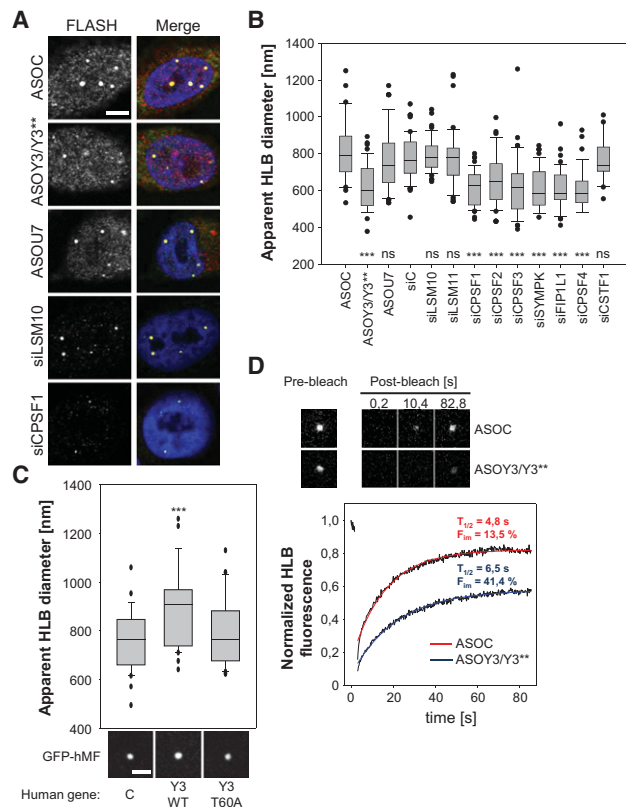 A
FLASH Merge
ASOC
ASOY3/Y3**
ASOU7
siLSM10
siCPSF1
B
Apparent HLB diameter [nm]
1400
1200
1000
800
600
400
200
*** ns ns ns *** *** *** *** *** *** ns
ASOC ASOY3/Y3** ASOU7 siC siLSM10 siLSM11 siCPSF1 siCPSF2 siCPSF3 siSYMPK siFIP1L1 siCPSF4 siCSTF1
C
Apparent HLB diameter [nm]
1400
1200
1000
800
600
400
***
GFP-hMF
Human gene: C Y3 WT Y3 T60A
D
Pre-bleach Post-bleach [s]
0,2 10,4 82,8
ASOC
ASOY3/Y3**
Normalized HLB
fluorescence
1,0
0,8
0,6
0,4
0,2
0
T1/2 = 4,8 s
Fim = 13,5 %
T1/2 = 6,5 s
Fim = 41,4 %
ASOC
ASOY3/Y3**
0 20 40 60 80
time [s]